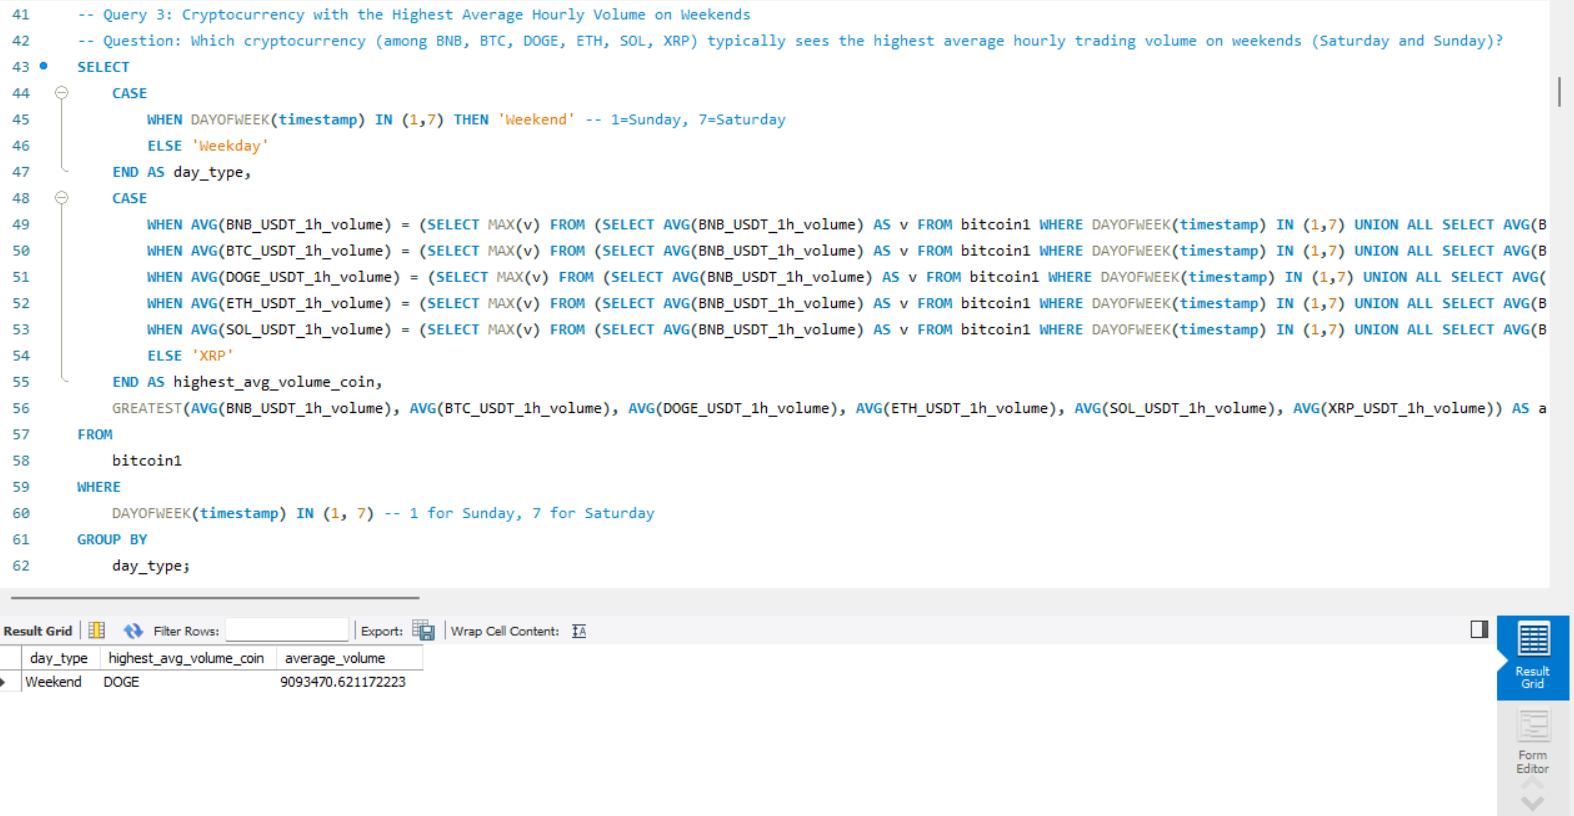 41 -- Query 3: Cryptocurrency with the Highest Average Hourly Volume on Weekends
42 -- Question: Which cryptocurrency (among BNB, BTC, DOGE, ETH, SOL, XRP) typically sees the highest average hourly trading volume on weekends (Saturday and Sunday)?
43 SELECT
44 CASE
45 WHEN DAYOFWEEK(timestamp) IN (1,7) THEN 'Weekend' -- 1=Sunday, 7=Saturday
46 ELSE 'Weekday'
47 END AS day_type,
48 CASE
49 WHEN AVG(BNB_USDT_1h_volume) = (SELECT MAX(v) FROM (SELECT AVG(BNB_USDT_1h_volume) AS v FROM bitcoin1 WHERE DAYOFWEEK(timestamp) IN (1,7) UNION ALL SELECT AVG(B
50 WHEN AVG(BTC_USDT_1h_volume) = (SELECT MAX(v) FROM (SELECT AVG(BNB_USDT_1h_volume) AS v FROM bitcoin1 WHERE DAYOFWEEK(timestamp) IN (1,7) UNION ALL SELECT AVG(B
51 WHEN AVG(DOGE_USDT_1h_volume) = (SELECT MAX(v) FROM (SELECT AVG(BNB_USDT_1h_volume) AS v FROM bitcoin1 WHERE DAYOFWEEK(timestamp) IN (1,7) UNION ALL SELECT AVG(
52 WHEN AVG(ETH_USDT_1h_volume) = (SELECT MAX(v) FROM (SELECT AVG(BNB_USDT_1h_volume) AS v FROM bitcoin1 WHERE DAYOFWEEK(timestamp) IN (1,7) UNION ALL SELECT AVG(B
53 WHEN AVG(SOL_USDT_1h_volume) = (SELECT MAX(v) FROM (SELECT AVG(BNB_USDT_1h_volume) AS v FROM bitcoin1 WHERE DAYOFWEEK(timestamp) IN (1,7) UNION ALL SELECT AVG(B
54 ELSE 'XRP'
55 END AS highest_avg_volume_coin,
56 GREATEST(AVG(BNB_USDT_1h_volume), AVG(BTC_USDT_1h_volume), AVG(DOGE_USDT_1h_volume), AVG(ETH_USDT_1h_volume), AVG(SOL_USDT_1h_volume), AVG(XRP_USDT_1h_volume)) AS a
57 FROM
58 bitcoin1
59 WHERE
60 DAYOFWEEK(timestamp) IN (1, 7) -- 1 for Sunday, 7 for Saturday
61 GROUP BY
62 day_type;
Result Grid Filter Rows: Export: Wrap Cell Content:
day_type highest_avg_volume_coin average_volume
Weekend DOGE 9093470.621172223
Result
Grid
Form
Editor